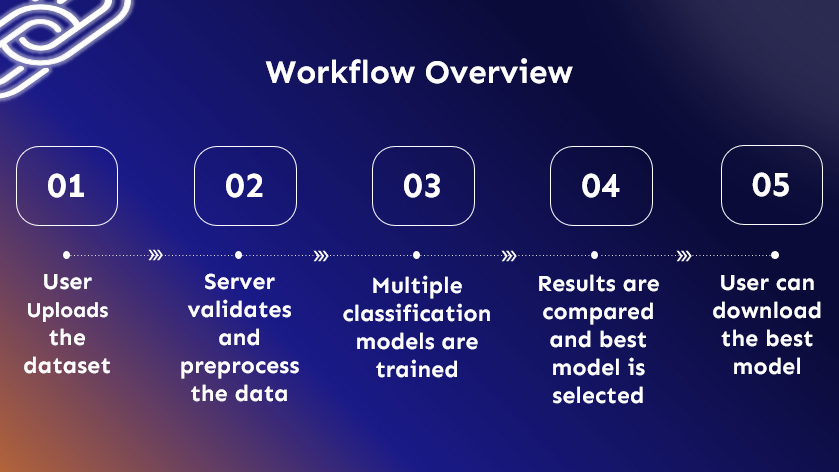 Workflow Overview
01
02
03
04
05
User
Uploads
the
dataset
Server
validates
and
preprocess
the data
Multiple
classification
models are
trained
Results are
compared
and best
model is
selected
User can
download
the best
model